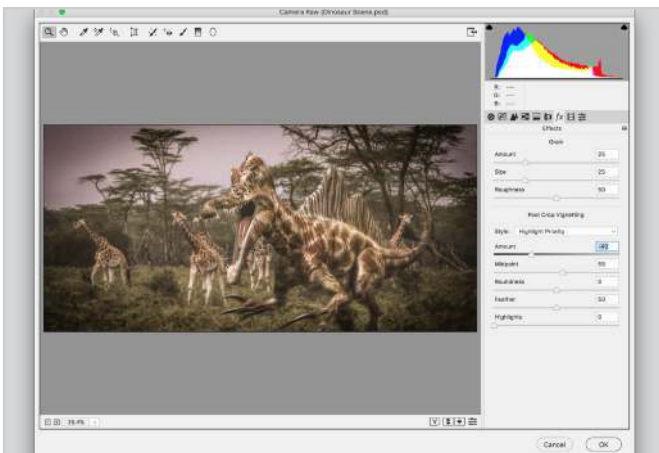 Camera Raw (Dinosaur Scene.psd)
R: ---
G: ---
B: ---
fx
Effects
Grain
Amount 25
Size 25
Roughness 50
Post Crop Vignetting
Style: Highlight Priority
Amount
Midpoint
Roundness 0
Feather 50
Highlights 0
Y
Cancel
OK